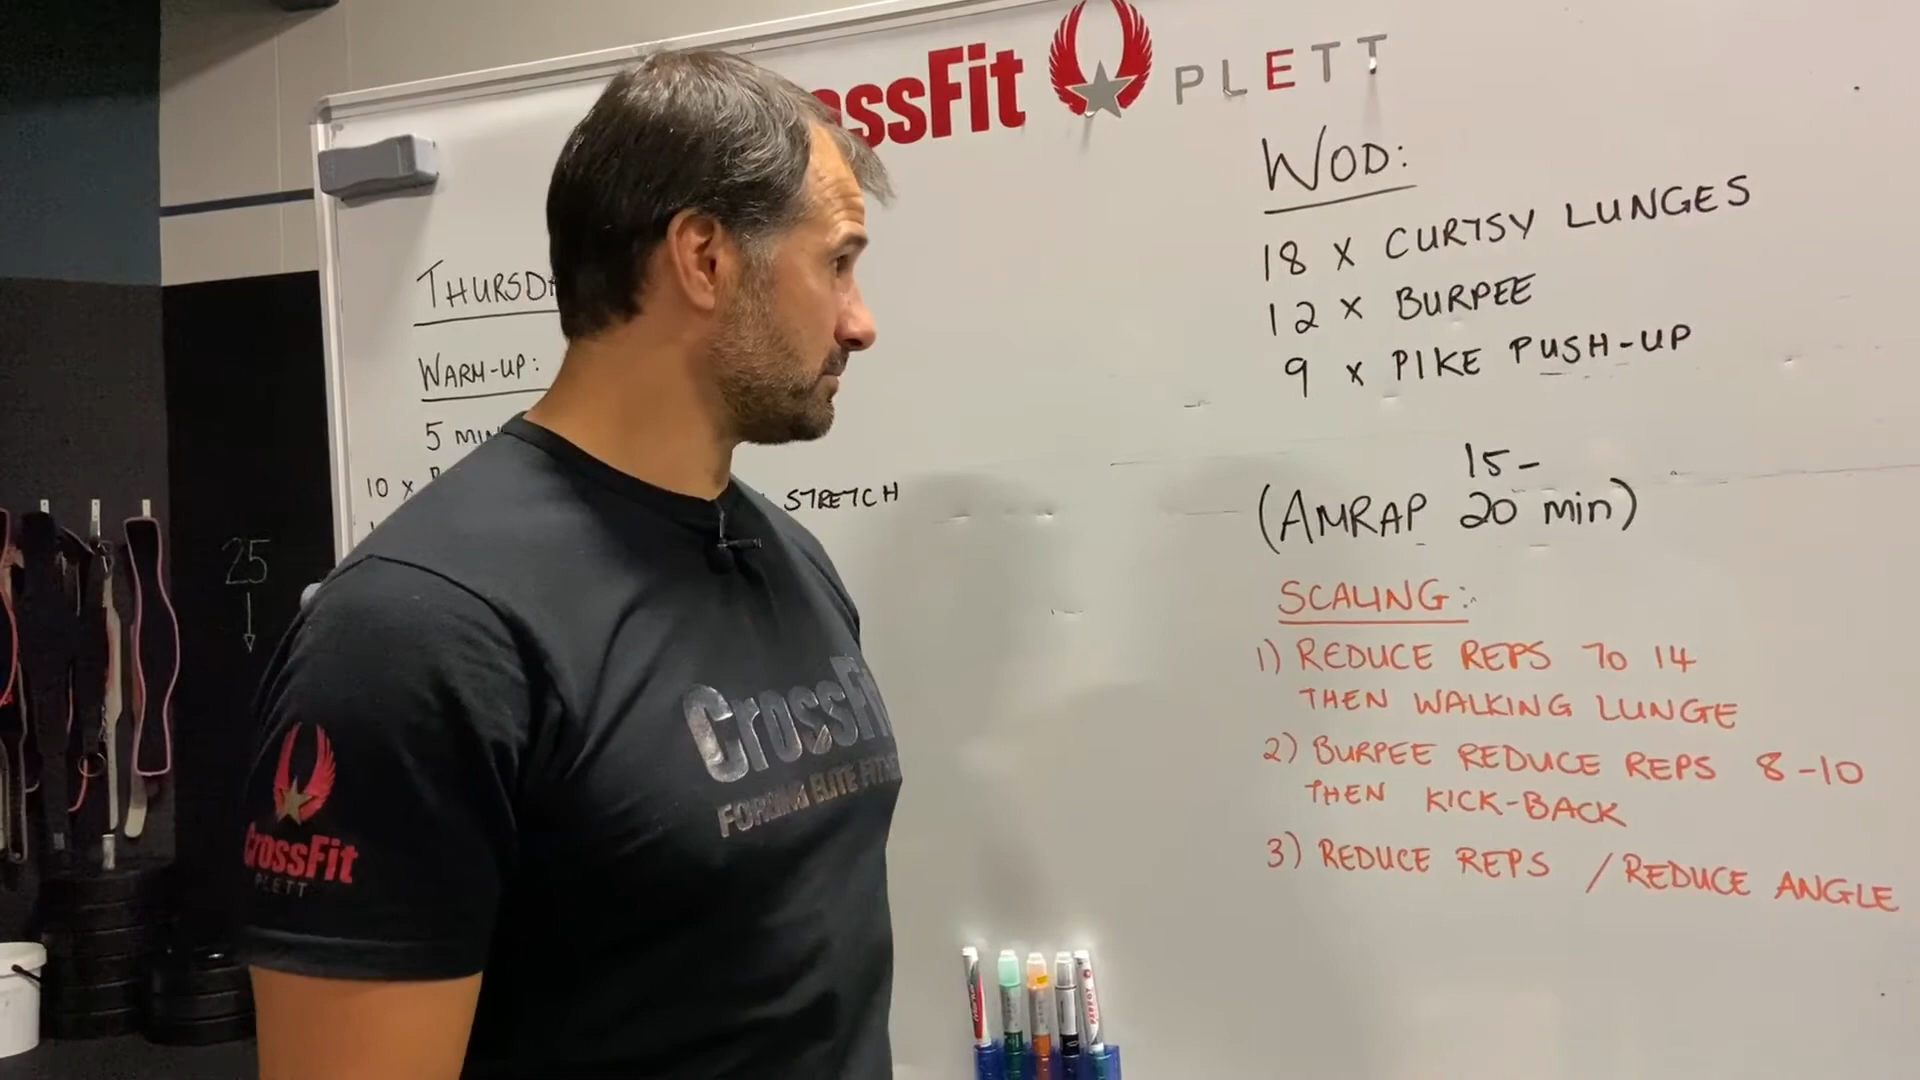 ssFit PLETT
THURSD
WARM-UP:
5 MIN
10 x
STRETCH
25
WOD:
18 x CURTSY LUNGES
12 x BURPEE
9 x PIKE PUSH-UP
15-
(AMRAP 20 min)
SCALING:
1) REDUCE REPS TO 14
THEN WALKING LUNGE
2) BURPEE REDUCE REPS 8-10
THEN KICK-BACK
3) REDUCE REPS / REDUCE ANGLE
CrossFit
FORGING ELITE FITNE
CrossFit
PLETT